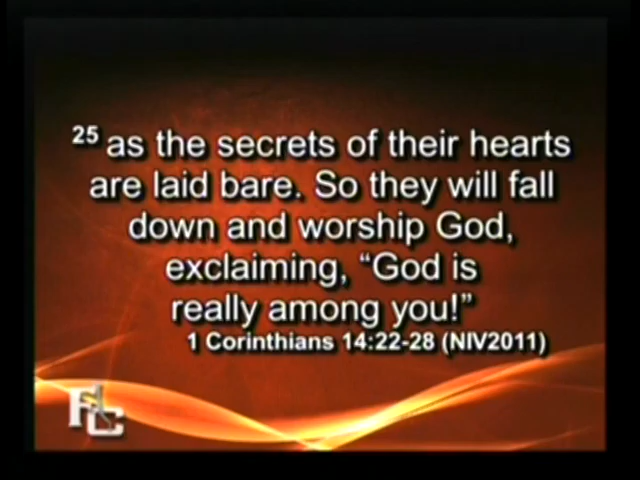 25 as the secrets of their hearts
are laid bare. So they will fall
down and worship God,
exclaiming, “God is
really among you!”
1 Corinthians 14:22-28 (NIV2011)
FLC